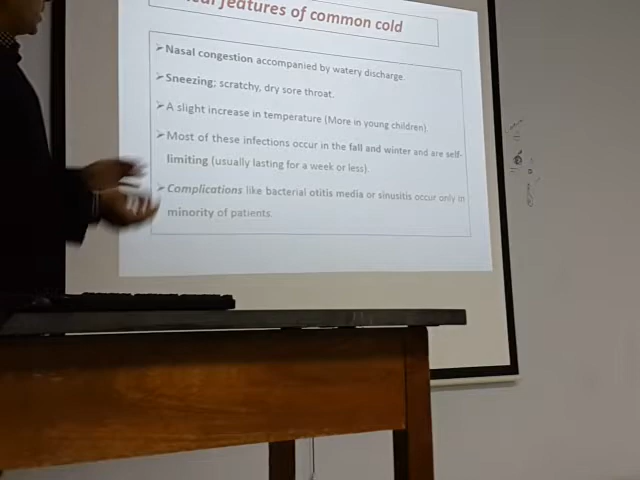 features of common cold
➢Nasal congestion accompanied by watery discharge.
➢Sneezing; scratchy, dry sore throat.
➢A slight increase in temperature (More in young children).
➢Most of these infections occur in the fall and winter and are self-
limiting (usually lasting for a week or less).
➢Complications like bacterial otitis media or sinusitis occur only in
minority of patients.